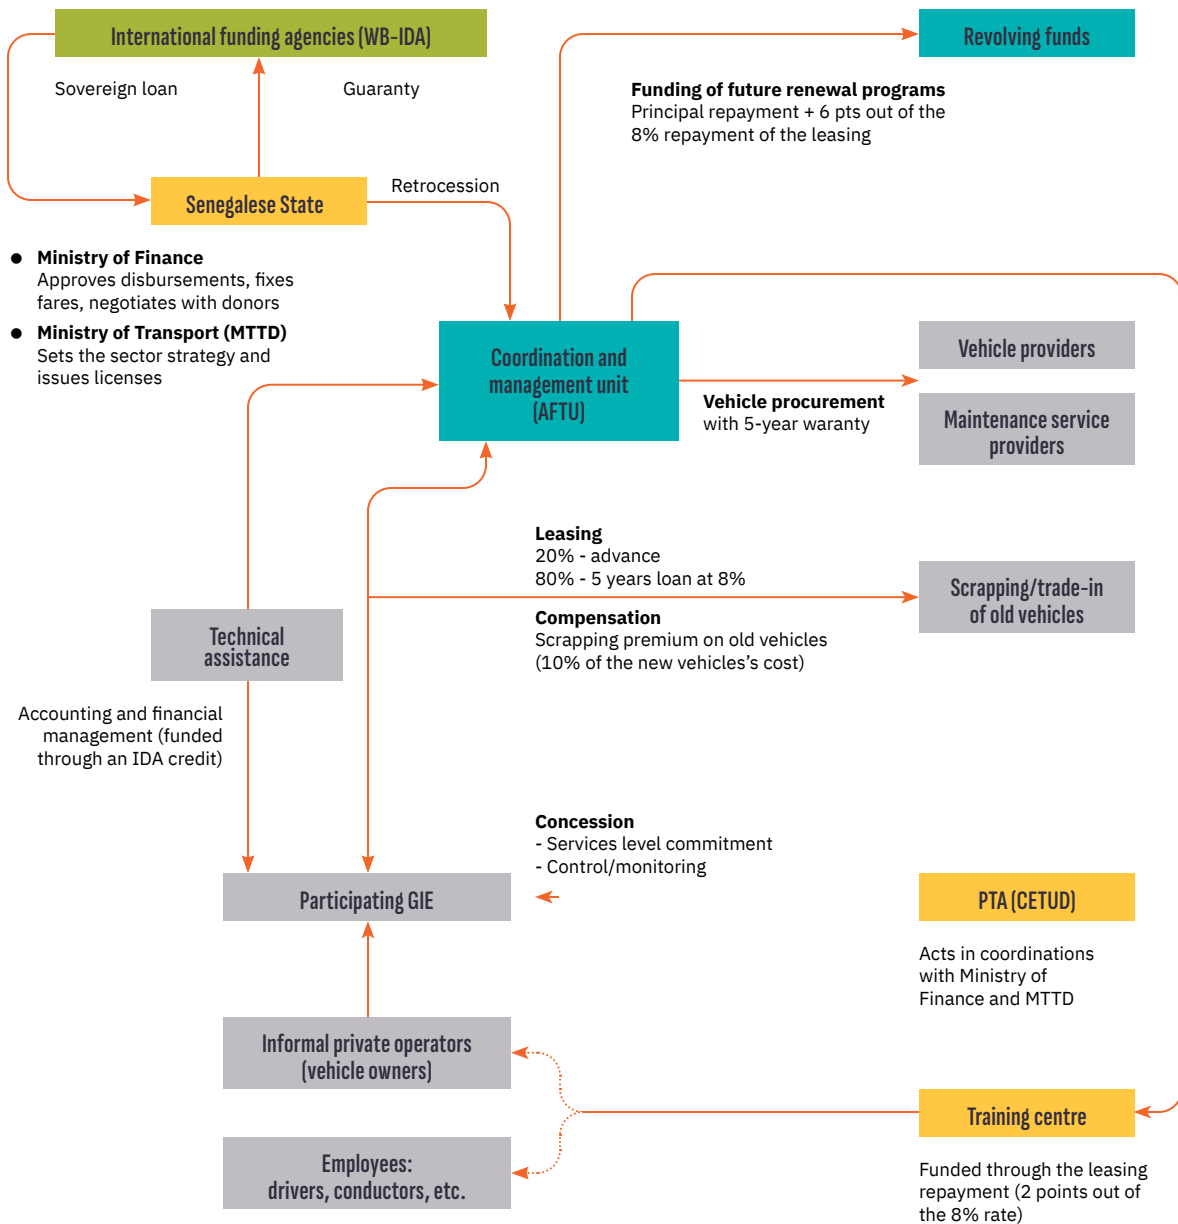 International funding agencies (WB-IDA)
Revolving funds
Sovereign loan
Guaranty
Funding of future renewal programs
Principal repayment + 6 pts out of the
8% repayment of the leasing
Senegalese State
Retrocession
● Ministry of Finance
Approves disbursements, fixes
fares, negotiates with donors
● Ministry of Transport (MTTD)
Sets the sector strategy and
issues licenses
Coordination and
management unit
(AFTU)
Vehicle providers
Vehicle procurement
with 5-year waranty
Maintenance service
providers
Leasing
20% - advance
80% - 5 years loan at 8%
Compensation
Scrapping premium on old vehicles
(10% of the new vehicles's cost)
Scrapping/trade-in
of old vehicles
Technical
assistance
Accounting and financial
management (funded
through an IDA credit)
Concession
- Services level commitment
- Control/monitoring
Participating GIE
PTA (CETUD)
Acts in coordinations
with Ministry of
Finance and MTTD
Informal private operators
(vehicle owners)
Training centre
Employees:
drivers, conductors, etc.
Funded through the leasing
repayment (2 points out of
the 8% rate)